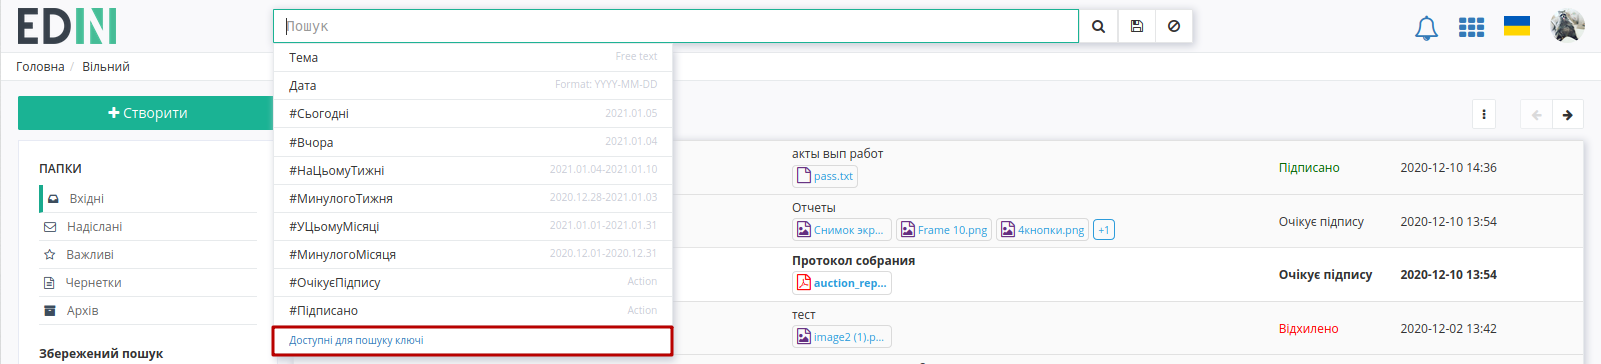 EDIN
Пошук
Головна / Вільний
Тема Free text
Дата Format: YYYY-MM-DD
#Сьогодні 2021.01.05
#Вчора 2021.01.04
#НаЦьомуТижні 2021.01.04-2021.01.10
#МинулогоТижня 2020.12.28-2021.01.03
#УЦьомуМісяці 2021.01.01-2021.01.31
#МинулогоМісяця 2020.12.01-2020.12.31
#ОчікуєПідпису Action
#Підписано Action
Доступні для пошуку ключі
+ Створити
ПАПКИ
Вхідні
Надіслані
Важливі
Чернетки
Архів
Збережений пошук
акты вып работ
pass.txt
Підписано 2020-12-10 14:36
Отчеты
Снимок экр... Frame 10.png 4кнопки.png +1
Очікує підпису 2020-12-10 13:54
Протокол собрания
auction_rep...
Очікує підпису 2020-12-10 13:54
тест
image2 (1).p...
Відхилено 2020-12-02 13:42